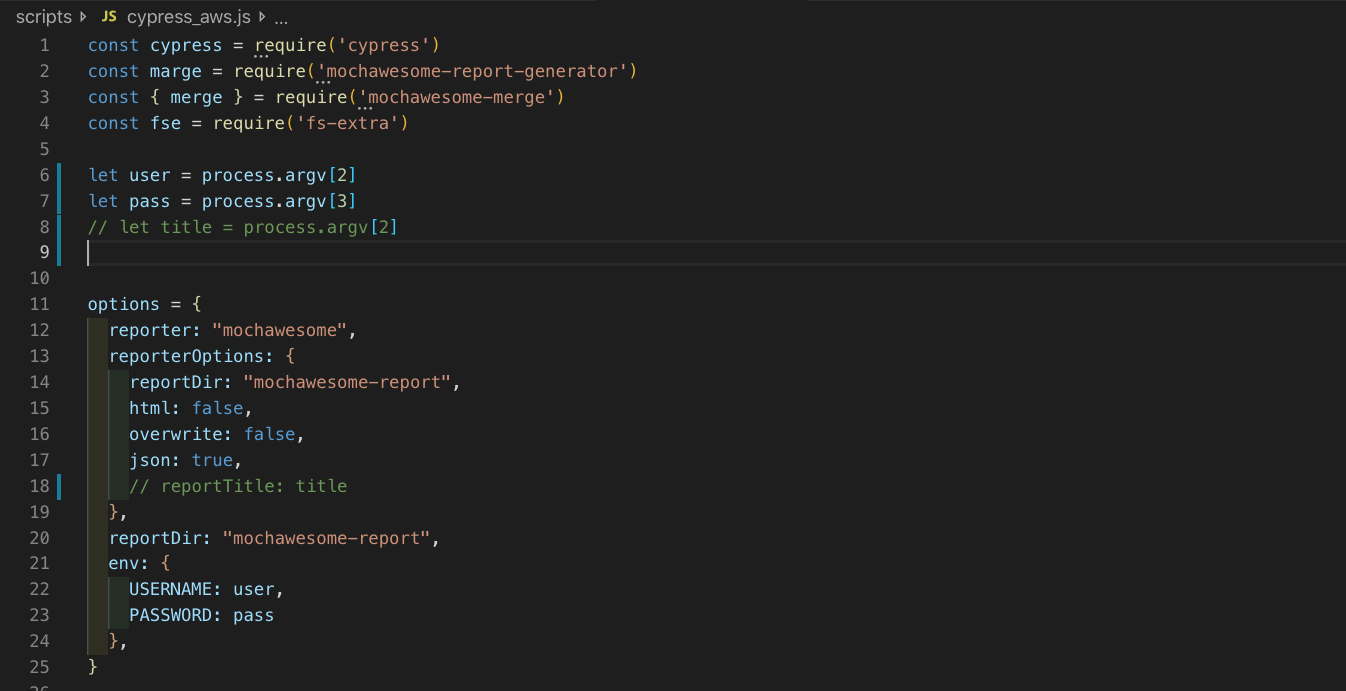 scripts > JS cypress_aws.js > ...
1 const cypress = require('cypress')
2 const marge = require('mochawesome-report-generator')
3 const { merge } = require('mochawesome-merge')
4 const fse = require('fs-extra')
5
6 let user = process.argv[2]
7 let pass = process.argv[3]
8 // let title = process.argv[2]
9
10
11 options = {
12   reporter: "mochawesome",
13   reporterOptions: {
14     reportDir: "mochawesome-report",
15     html: false,
16     overwrite: false,
17     json: true,
18     // reportTitle: title
19   },
20   reportDir: "mochawesome-report",
21   env: {
22     USERNAME: user,
23     PASSWORD: pass
24   },
25 }